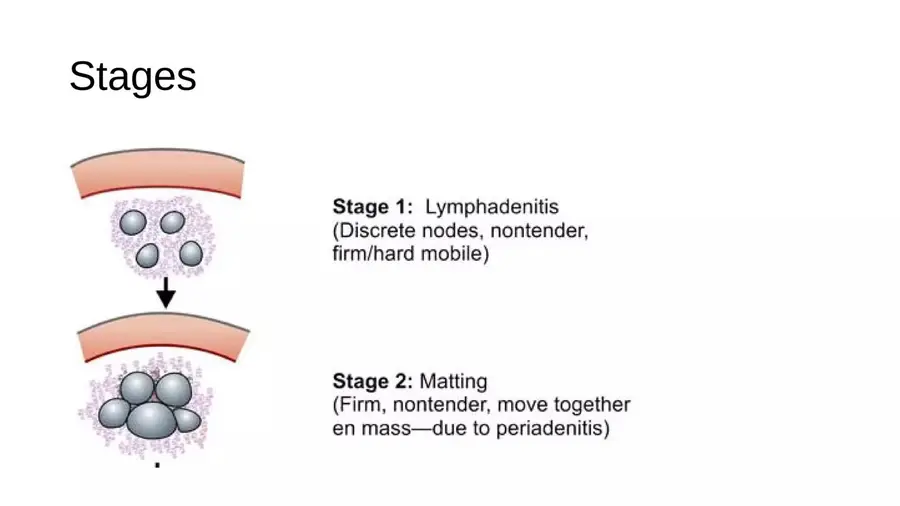 Stages
Stage 1: Lymphadenitis
(Discrete nodes, nontender,
firm/hard mobile)
Stage 2: Matting
(Firm, nontender, move together
en mass—due to periadenitis)